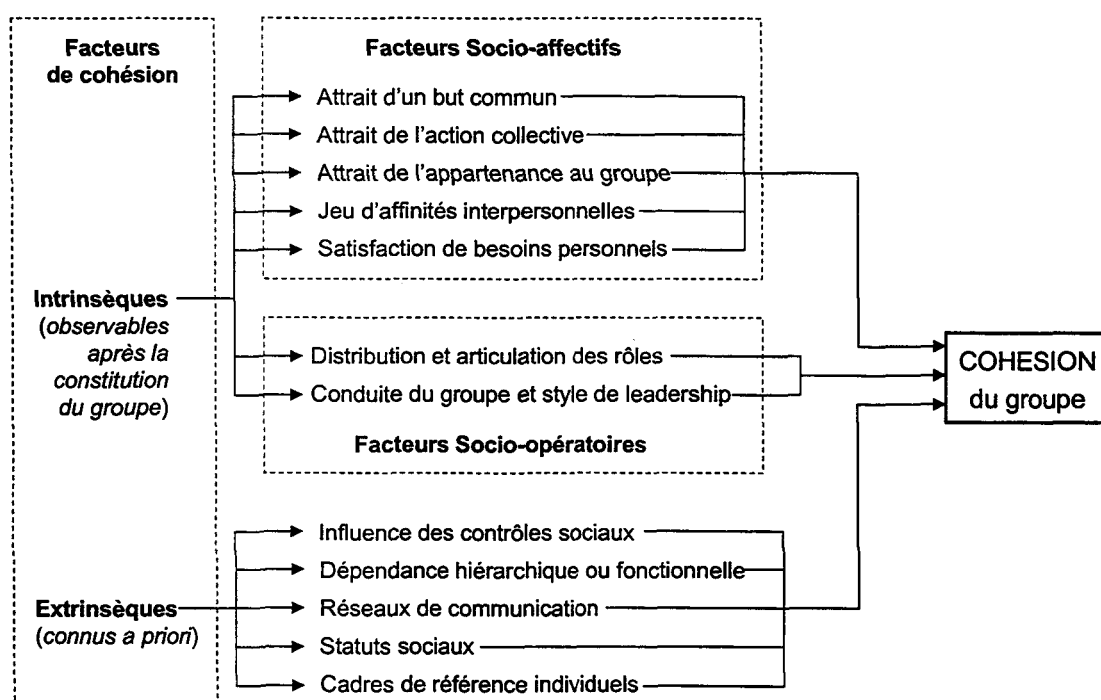 Facteurs
de cohésion
Facteurs Socio-affectifs
Attrait d'un but commun
Attrait de l'action collective
Attrait de l'appartenance au groupe
Jeu d'affinités interpersonnelles
Satisfaction de besoins personnels
Intrinsèques
(observables
après la
constitution
du groupe)
Distribution et articulation des rôles
Conduite du groupe et style de leadership
Facteurs Socio-opératoires
COHESION
du groupe
Influence des contrôles sociaux
Dépendance hiérarchique ou fonctionnelle
Extrinsèques
(connus a priori)
Réseaux de communication
Statuts sociaux
Cadres de référence individuels